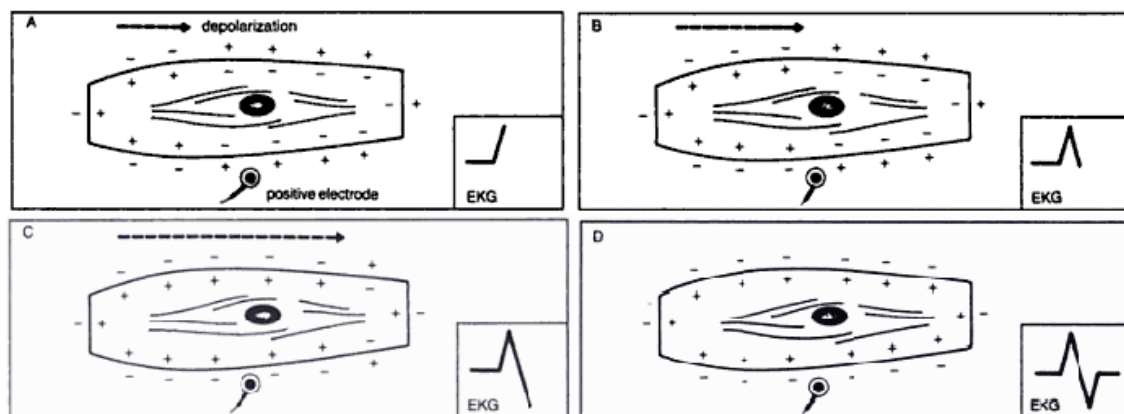 A
depolarization
positive electrode
EKG
B
EKG
C
EKG
D
EKG